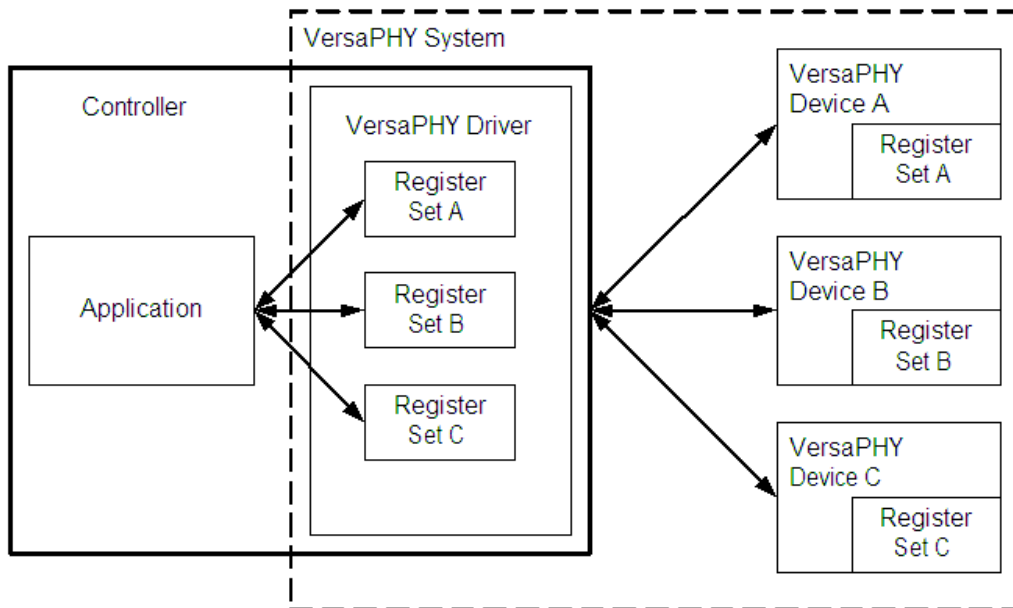 VersaPHY System
Controller
VersaPHY Driver
Register
Set A
Register
Set B
Register
Set C
Application
VersaPHY
Device A
Register
Set A
VersaPHY
Device B
Register
Set B
VersaPHY
Device C
Register
Set C